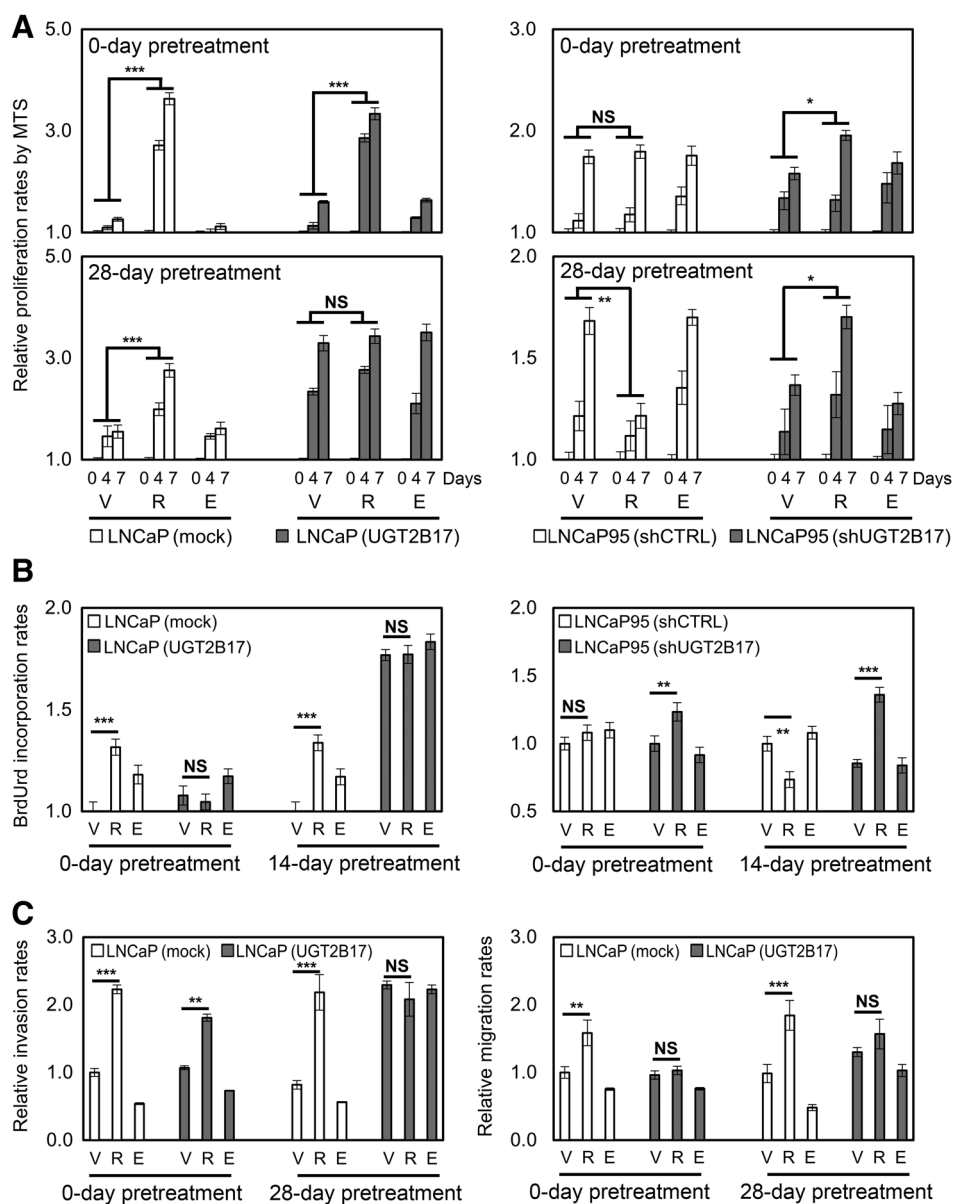 A
Relative proliferation rates by MTS
5.0
3.0
1.0
0-day pretreatment
***
***
3.0
2.0
1.0
0-day pretreatment
NS
*
5.0
3.0
1.0
28-day pretreatment
***
NS
0 4 7 0 4 7 0 4 7 0 4 7 0 4 7 0 4 7 Days
V R E V R E
LNCaP (mock) LNCaP (UGT2B17)
2.0
1.5
1.0
28-day pretreatment
**
*
0 4 7 0 4 7 0 4 7 0 4 7 0 4 7 0 4 7 Days
V R E V R E
LNCaP95 (shCTRL) LNCaP95 (shUGT2B17)
B
BrdUrd incorporation rates
2.0
1.5
1.0
LNCaP (mock)
LNCaP (UGT2B17)
***
NS
***
NS
V R E V R E V R E V R E
0-day pretreatment 14-day pretreatment
2.0
1.5
1.0
0.5
LNCaP95 (shCTRL)
LNCaP95 (shUGT2B17)
NS
**
**
***
V R E V R E V R E V R E
0-day pretreatment 14-day pretreatment
C
Relative invasion rates
3.0
2.0
1.0
0.0
LNCaP (mock) LNCaP (UGT2B17)
***
**
***
NS
V R E V R E V R E V R E
0-day pretreatment 28-day pretreatment
Relative migration rates
3.0
2.0
1.0
0.0
LNCaP (mock) LNCaP (UGT2B17)
**
NS
***
NS
V R E V R E V R E V R E
0-day pretreatment 28-day pretreatment